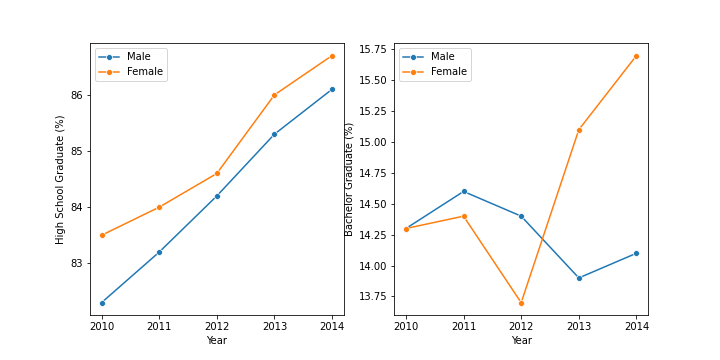 Male
Female
86
85
84
83
High School Graduate (%)
2010 2011 2012 2013 2014
Year
Male
Female
15.75
15.50
15.25
15.00
14.75
14.50
14.25
14.00
13.75
Bachelor Graduate (%)
2010 2011 2012 2013 2014
Year